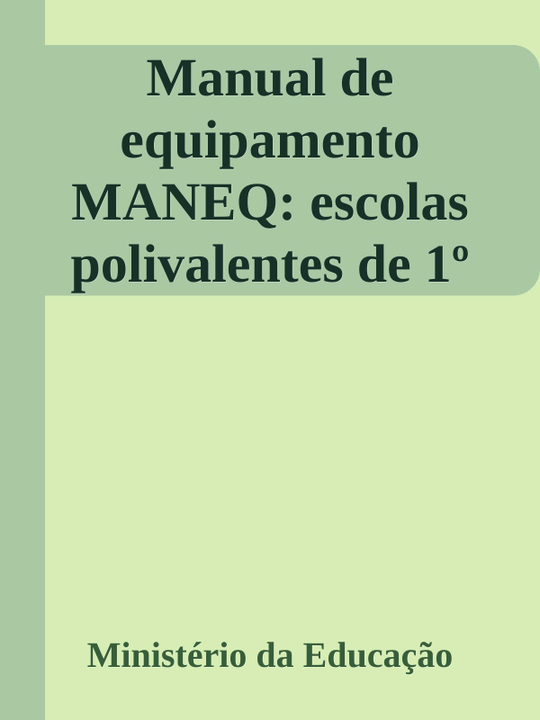 Manual de
equipamento
MANEQ: escolas
polivalentes de 1º
Ministério da Educação